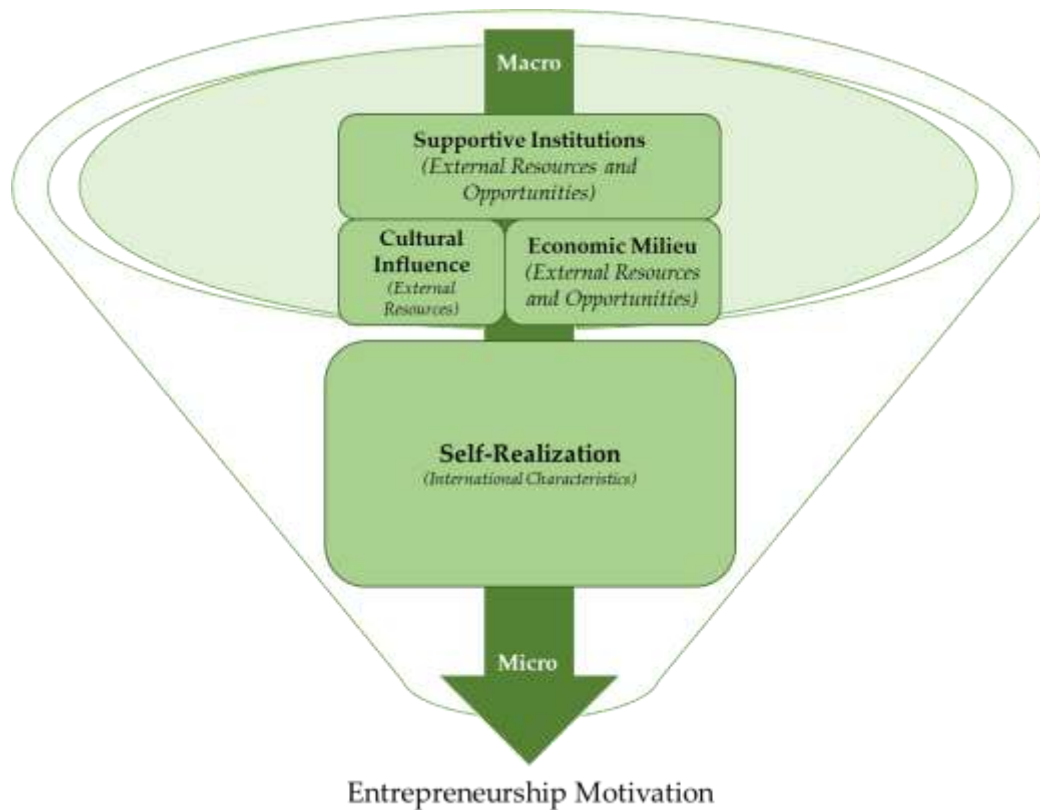 Macro
Supportive Institutions
(External Resources and
Opportunities)
Cultural
Influence
(External
Resources)
Economic Milieu
(External Resources
and Opportunities)
Self-Realization
(International Characteristics)
Micro
Entrepreneurship Motivation